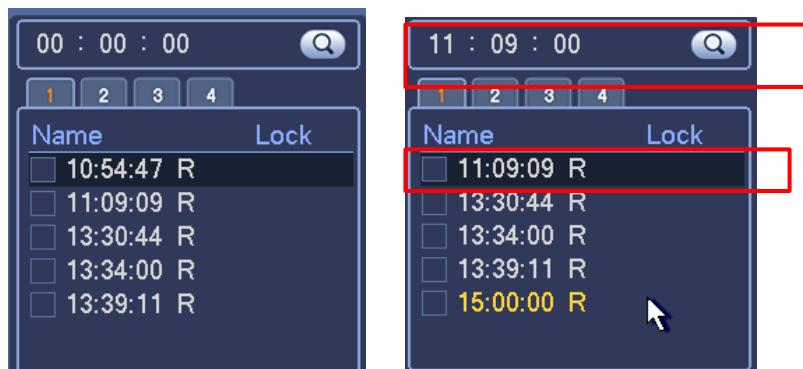 00 : 00 : 00
1 2 3 4
Name Lock
10:54:47 R
11:09:09 R
13:30:44 R
13:34:00 R
13:39:11 R
11 : 09 : 00
1 2 3 4
Name Lock
11:09:09 R
13:30:44 R
13:34:00 R
13:39:11 R
15:00:00 R